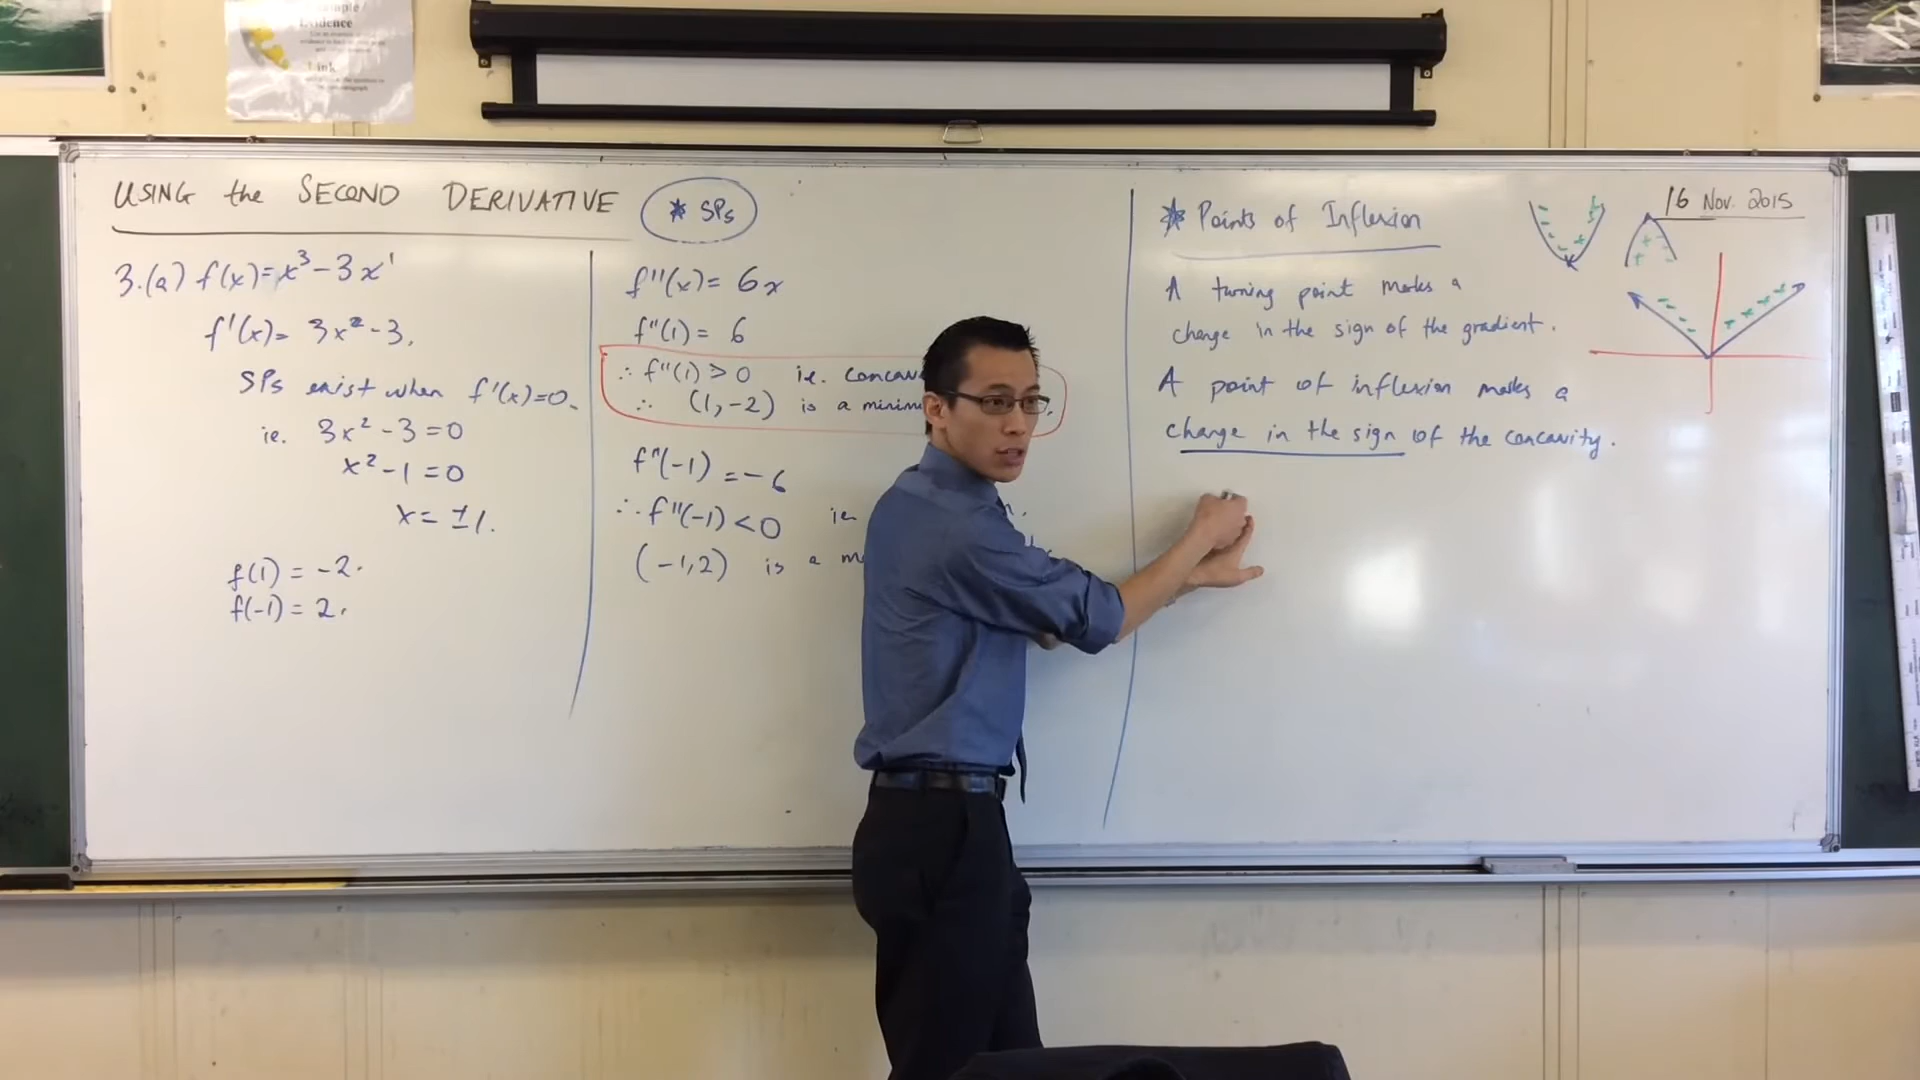 USING the SECOND DERIVATIVE
* SPs
3.(a) f(x)=x³-3x¹
f'(x)= 3x²-3.
SPs exist when f'(x)=0.
ie. 3x²-3=0
x²-1=0
x=±1.
f(1) = -2.
f(-1) = 2.
f''(x)= 6x
f''(1) = 6
∴ f''(1) > 0 ie.
∴ (1,-2) is a
f''(-1) = -6
∴ f''(-1) < 0 ie.
(-1,2) is a
* Points of Inflexion
A turning point marks a
change in the sign of the gradient.
A point of inflexion marks a
change in the sign of the concavity.
16 Nov. 2015
Evidence
Link